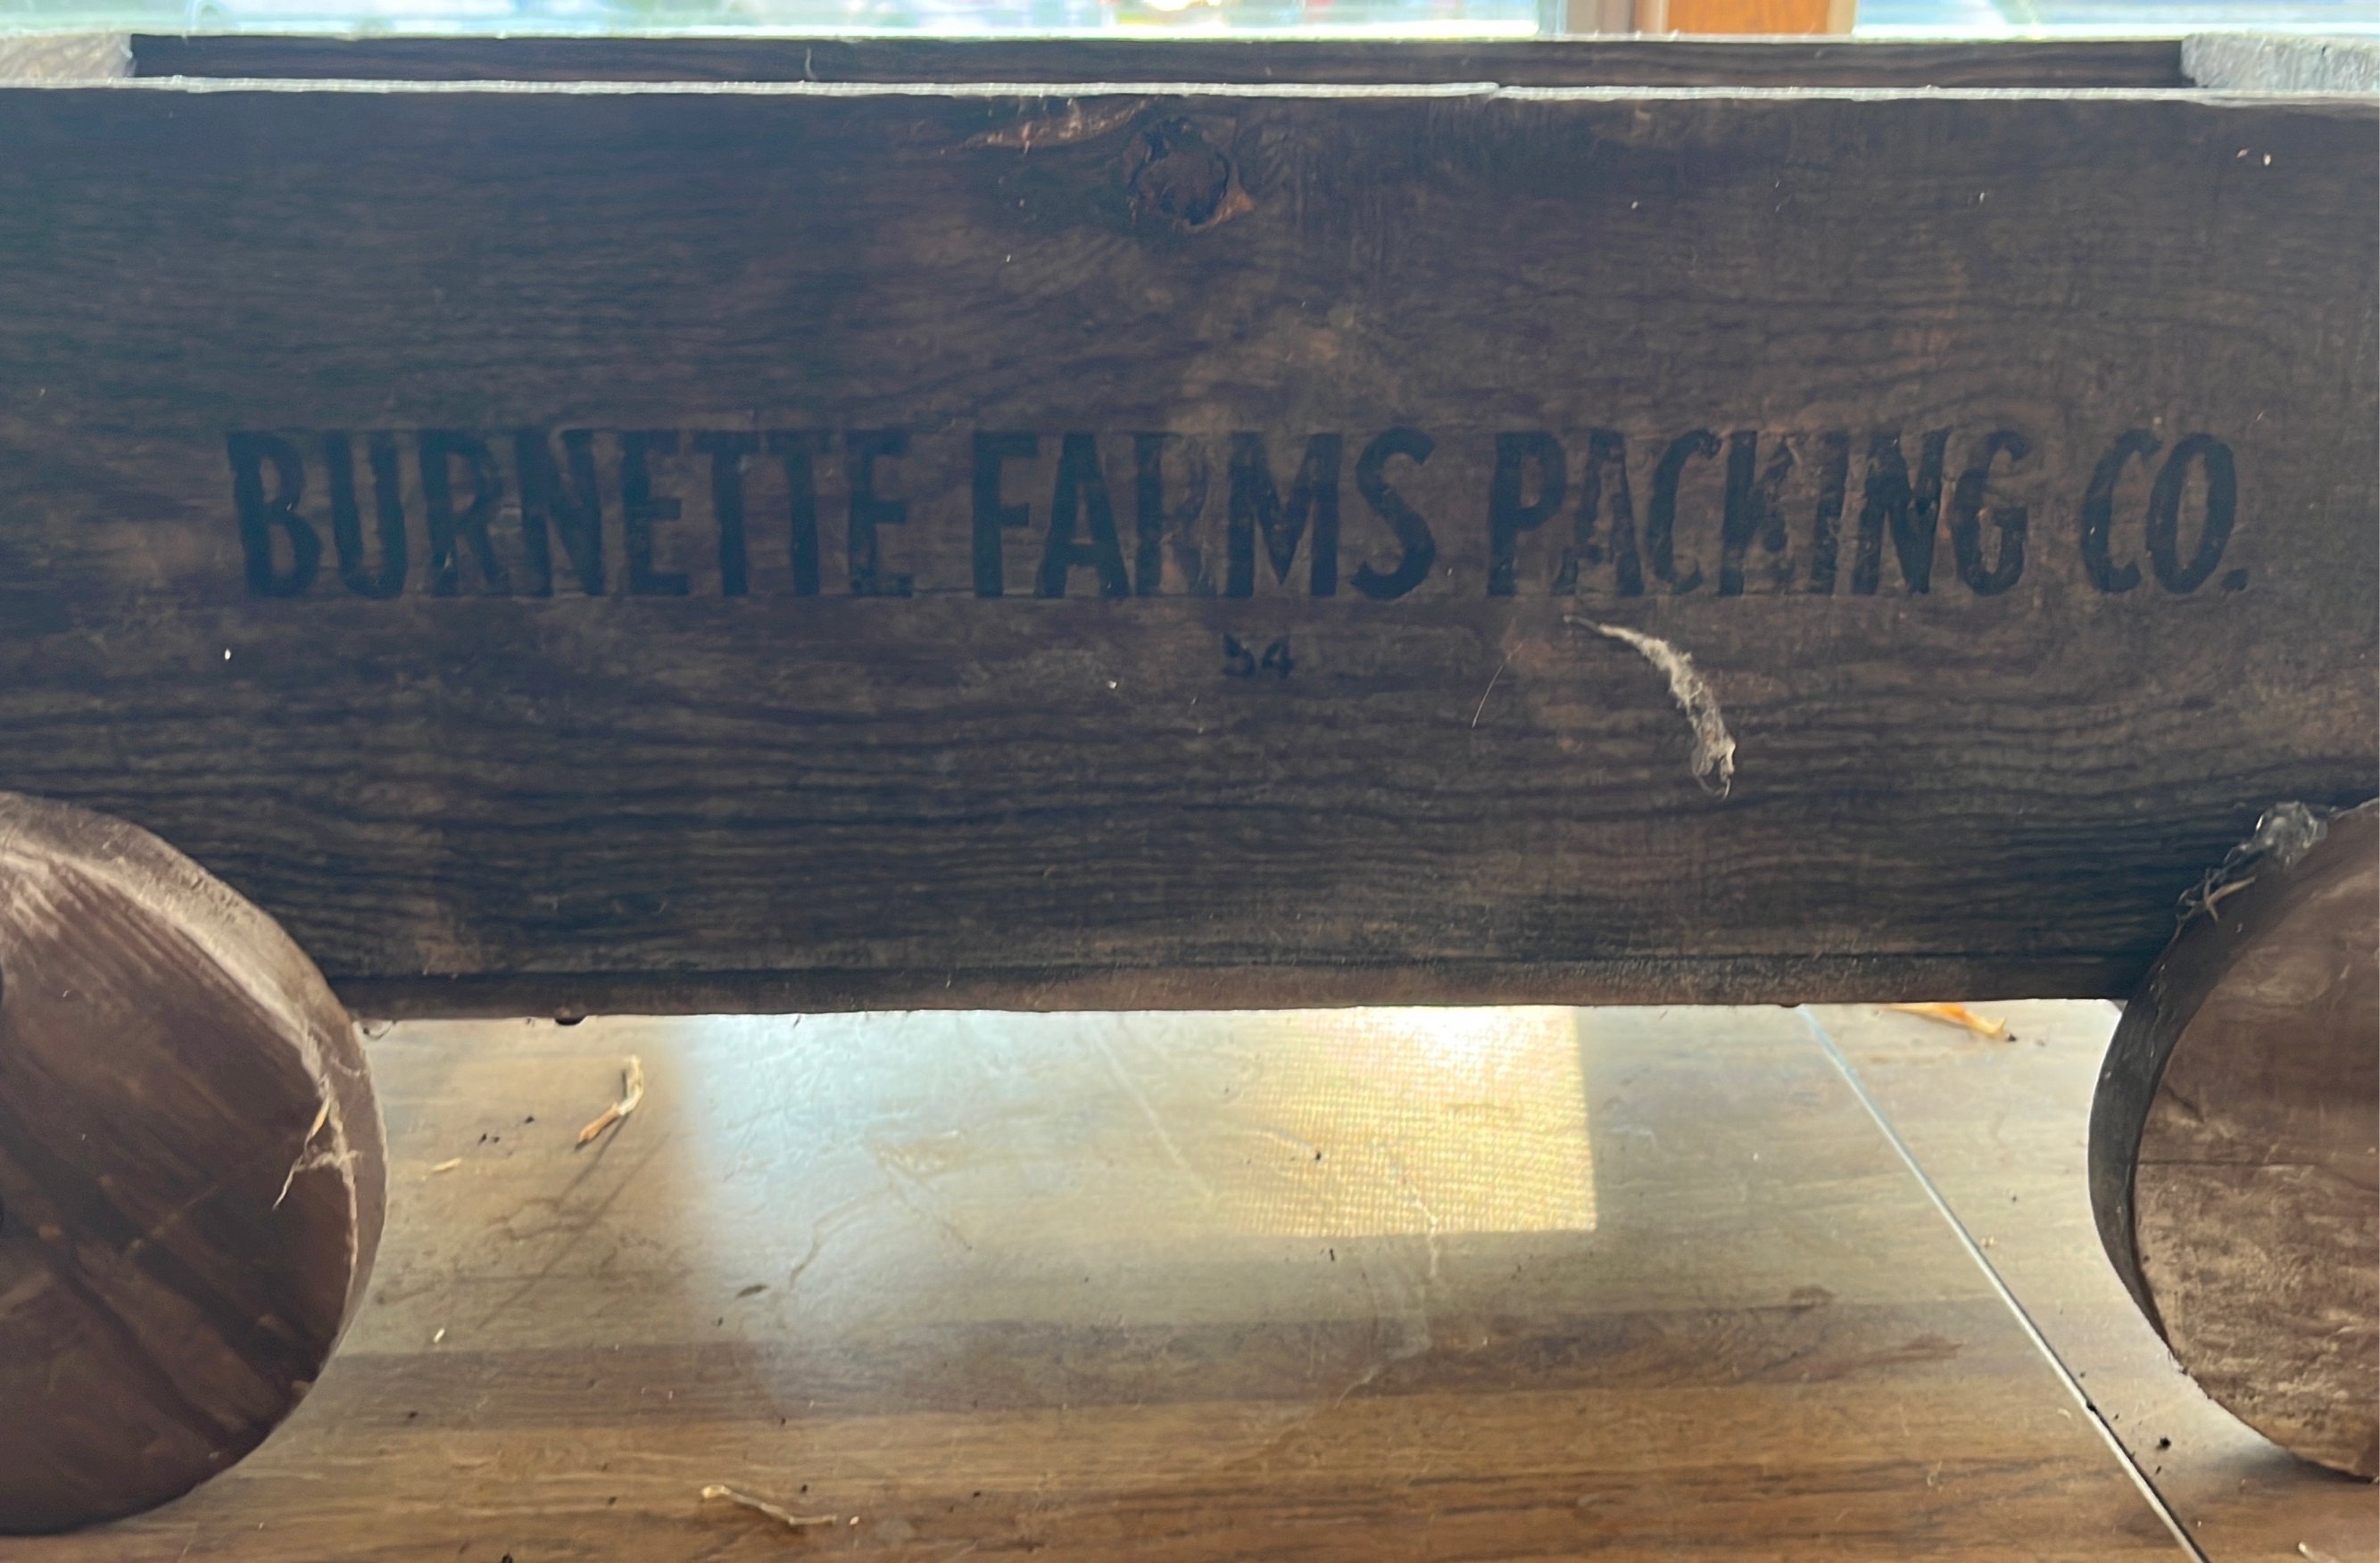 BURNETTE FARMS PACKING CO.
54